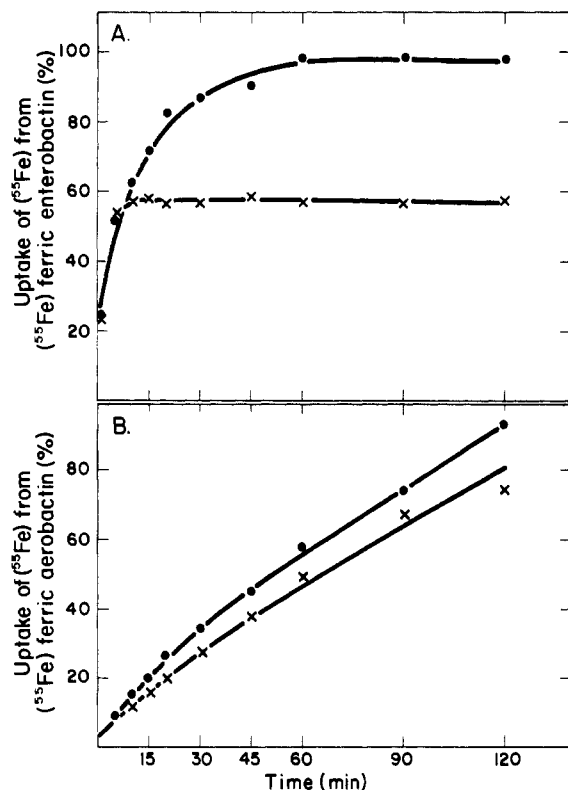 A.
Uptake of (⁵⁵Fe) from
(⁵⁵Fe) ferric enterobactin (%)
100
80
60
40
20
B.
Uptake of (⁵⁵Fe) from
(⁵⁵Fe) ferric aerobactin (%)
80
60
40
20
15
30
45
60
90
120
Time (min)